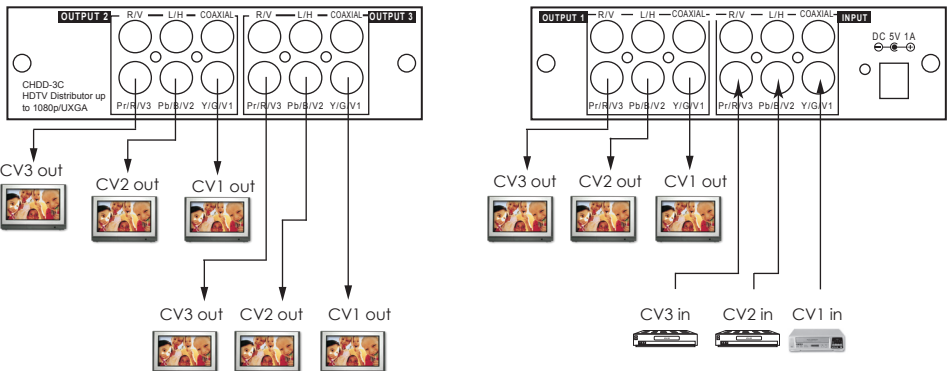 OUTPUT 2 R/V L/H COAXIAL R/V L/H COAXIAL OUTPUT 3
CHDD-3C
HDTV Distributor up
to 1080p/UXGA
Pr/R/V3 Pb/B/V2 Y/G/V1 Pr/R/V3 Pb/B/V2 Y/G/V1
CV3 out
CV2 out
CV1 out
CV3 out CV2 out CV1 out
OUTPUT 1 R/V L/H COAXIAL R/V L/H COAXIAL INPUT
DC 5V 1A
Pr/R/V3 Pb/B/V2 Y/G/V1 Pr/R/V3 Pb/B/V2 Y/G/V1
CV3 out CV2 out CV1 out
CV3 in CV2 in CV1 in